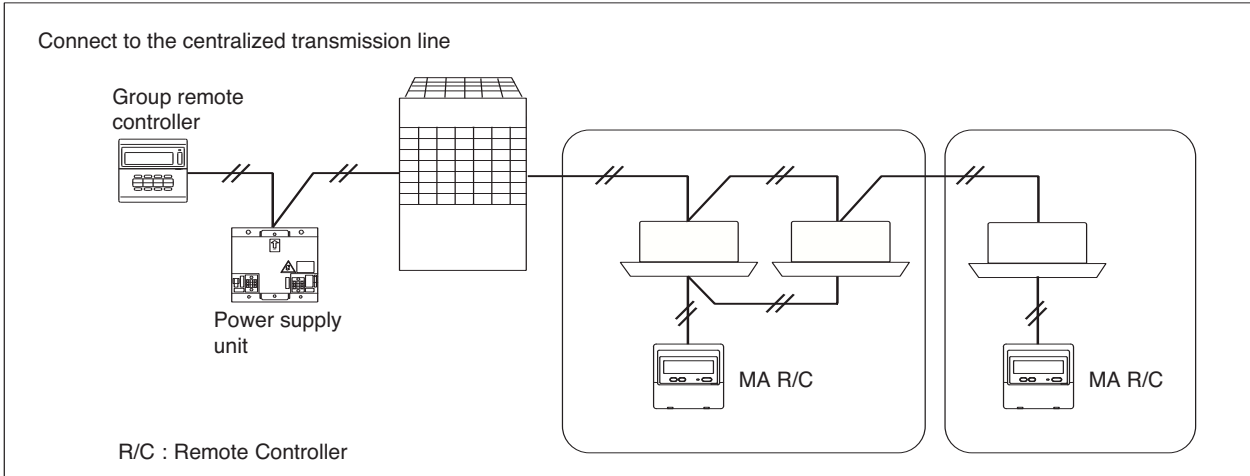 Connect to the centralized transmission line
Group remote
controller
Power supply
unit
MA R/C
MA R/C
R/C : Remote Controller